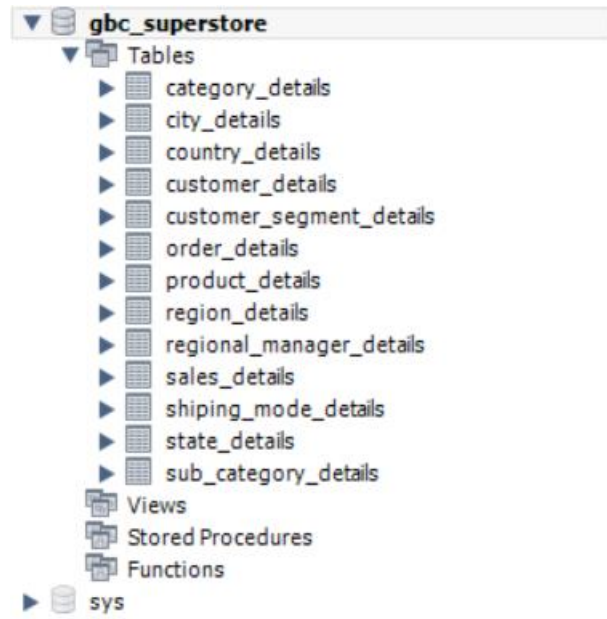 gbc_superstore
Tables
category_details
city_details
country_details
customer_details
customer_segment_details
order_details
product_details
region_details
regional_manager_details
sales_details
shiping_mode_details
state_details
sub_category_details
Views
Stored Procedures
Functions
sys